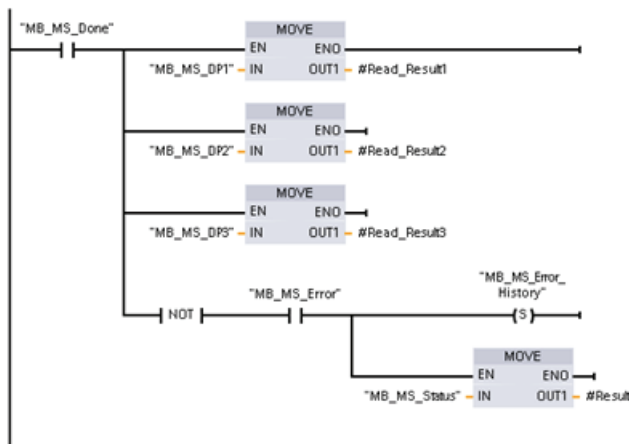 "MB_MS_Done"
MOVE
EN ENO
"MB_MS_DP1" IN OUT1 #Read_Result1
MOVE
EN ENO
"MB_MS_DP2" IN OUT1 #Read_Result2
MOVE
EN ENO
"MB_MS_DP3" IN OUT1 #Read_Result3
NOT
"MB_MS_Error"
"MB_MS_Error_
History"
S
MOVE
EN ENO
"MB_MS_Status" IN OUT1 #Result